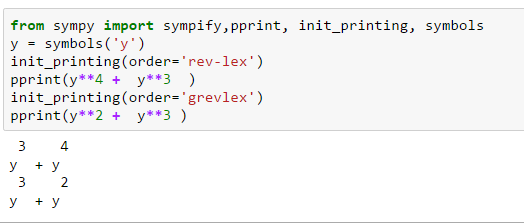 from sympy import sympify,pprint, init_printing, symbols
y = symbols('y')
init_printing(order='rev-lex')
pprint(y**4 +  y**3  )
init_printing(order='grevlex')
pprint(y**2 +  y**3 )
 3    4
y  + y
 3    2
y  + y